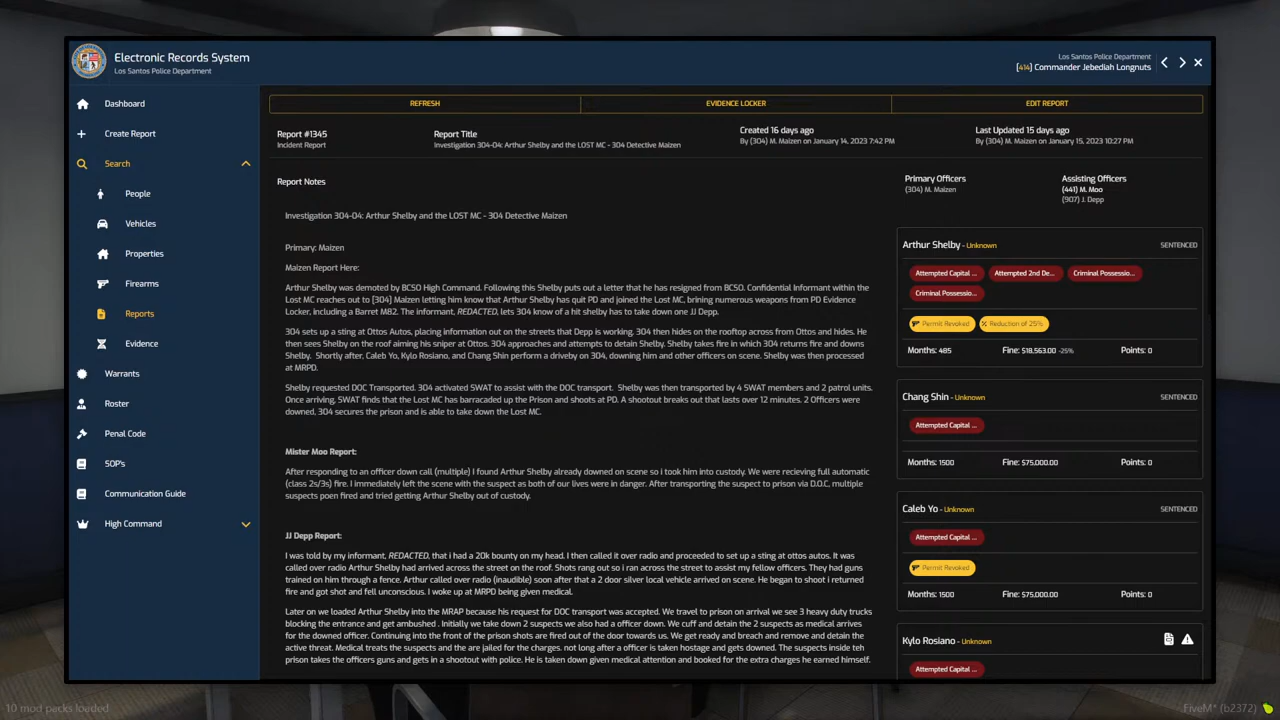 Electronic Records System
Los Santos Police Department
Los Santos Police Department
[414] Commander Jebediah Longnuts
Dashboard
Create Report
Search
People
Vehicles
Properties
Firearms
Reports
Evidence
Warrants
Roster
Penal Code
SOP's
Communication Guide
High Command
REFRESH
EVIDENCE LOCKER
EDIT REPORT
Report #1345
Incident Report
Report Title
Investigation 304-04: Arthur Shelby and the LOST MC - 304 Detective Maizen
Created 16 days ago
By (304) M. Maizen on January 14, 2023 7:42 PM
Last Updated 15 days ago
By (304) M. Maizen on January 15, 2023 10:27 PM
Report Notes
Investigation 304-04: Arthur Shelby and the LOST MC - 304 Detective Maizen
Primary: Maizen
Maizen Report Here:
Arthur Shelby was demoted by BCSO High Command. Following this Shelby puts out a letter that he has resigned from BCSO. Confidential Informant within the
Lost MC reaches out to [304] Maizen letting him know that Arthur Shelby has quit PD and joined the Lost MC, brining numerous weapons from PD Evidence
Locker, including a Barret M82. The informant, REDACTED, lets 304 know of a hit shelby has to take down one JJ Depp.
304 sets up a sting at Ottos Autos, placing information out on the streets that Depp is working. 304 then hides on the rooftop across from Ottos and hides. He
then sees Shelby on the roof aiming his sniper at Ottos. 304 approaches and attempts to detain Shelby. Shelby takes fire in which 304 returns fire and downs
Shelby. Shortly after, Caleb Yo, Kylo Rosiano, and Chang Shin perform a driveby on 304, downing him and other officers on scene. Shelby was then processed
at MRPD.
Shelby requested DOC Transported. 304 activated SWAT to assist with the DOC transport. Shelby was then transported by 4 SWAT members and 2 patrol units.
Once arriving, SWAT finds that the Lost MC has barracaded up the Prison and shoots at PD. A shootout breaks out that lasts over 12 minutes. 2 Officers were
downed, 304 secures the prison and is able to take down the Lost MC.
Mister Moo Report:
After responding to an officer down call (multiple) I found Arthur Shelby already downed on scene so i took him into custody. We were recieving full automatic
(class 2s/3s) fire. I immediately left the scene with the suspect as both of our lives were in danger. After transporting the suspect to prison via D.O.C, multiple
suspects poen fired and tried getting Arthur Shelby out of custody.
JJ Depp Report:
I was told by my informant, REDACTED, that i had a 20k bounty on my head. I then called it over radio and proceeded to set up a sting at ottos autos. It was
called over radio Arthur Shelby had arrived across the street on the roof. Shots rang out so i ran across the street to assist my fellow officers. They had guns
trained on him through a fence. Arthur called over radio (inaudible) soon after that a 2 door silver local vehicle arrived on scene. He began to shoot i returned
fire and got shot and fell unconscious. I woke up at MRPD being given medical.
Later on we loaded Arthur Shelby into the MRAP because his request for DOC transport was accepted. We travel to prison on arrival we see 3 heavy duty trucks
blocking the entrance and get ambushed . Initially we take down 2 suspects we also had a officer down. We cuff and detain the 2 suspects as medical arrives
for the downed officer. Continuing into the front of the prison shots are fired out of the door towards us. We get ready and breach and remove and detain the
active threat. Medical treats the suspects and the are jailed for the charges. not long after a officer is taken hostage and gets downed. The suspects inside teh
prison takes the officers guns and gets in a shootout with police. He is taken down given medical attention and booked for the extra charges he earned himself.
Primary Officers
(304) M. Maizen
Assisting Officers
(441) M. Moo
(907) J. Depp
Arthur Shelby - Unknown
SENTENCED
Attempted Capital ...
Attempted 2nd De...
Criminal Possessio...
Criminal Possessio...
Permit Revoked
Reduction of 25%
Months: 485
Fine: $18,563.00 -25%
Points: 0
Chang Shin - Unknown
SENTENCED
Attempted Capital ...
Months: 1500
Fine: $75,000.00
Points: 0
Caleb Yo - Unknown
SENTENCED
Attempted Capital ...
Permit Revoked
Months: 1500
Fine: $75,000.00
Points: 0
Kylo Rosiano - Unknown
Attempted Capital ...
10 mod packs loaded
FiveM* (b2372)